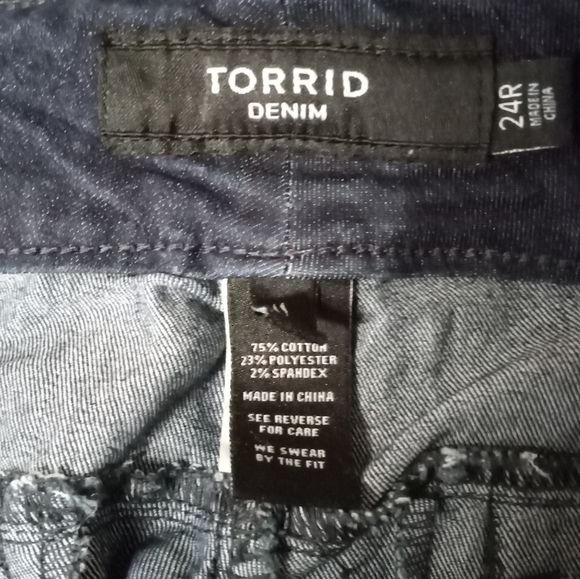 TORRID
DENIM
24R
MADE IN
CHINA
75% COTTON
23% POLYESTER
2% SPANDEX
MADE IN CHINA
SEE REVERSE
FOR CARE
WE SWEAR
BY THE FIT